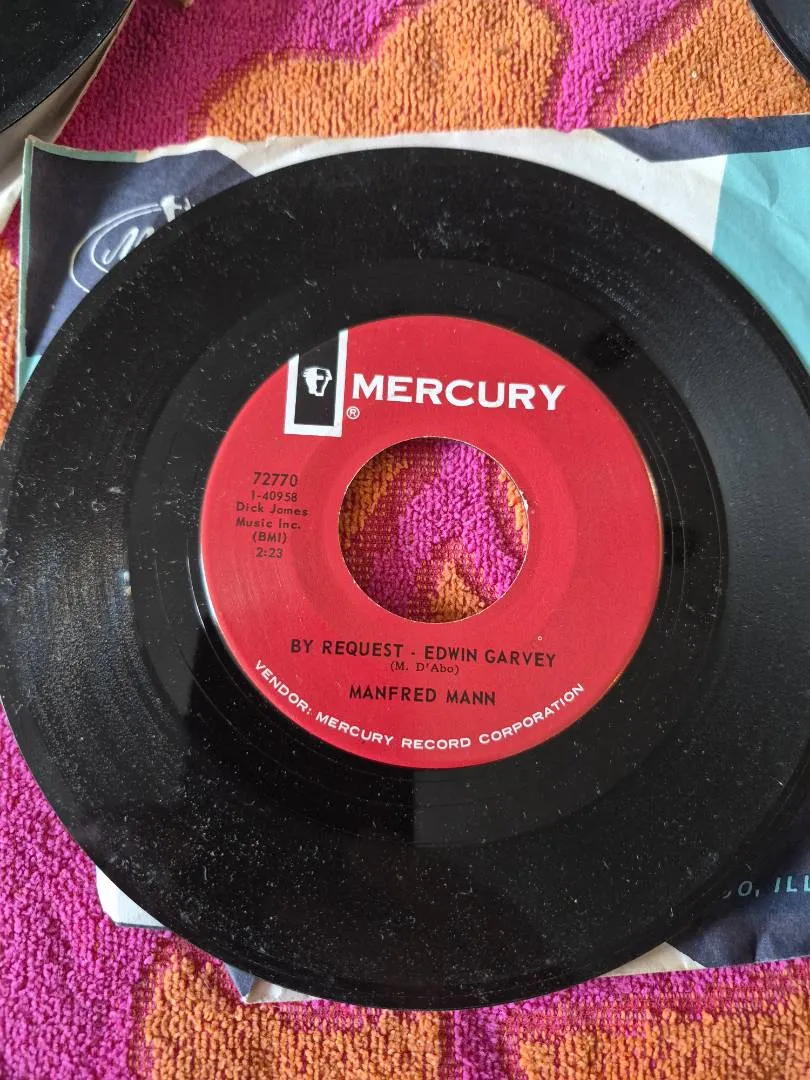 MERCURY
®
72770
1-40958
Dick James
Music Inc.
(BMI)
2:23
BY REQUEST - EDWIN GARVEY
(M. D'Abo)
MANFRED MANN
VENDOR: MERCURY RECORD CORPORATION
O, ILL